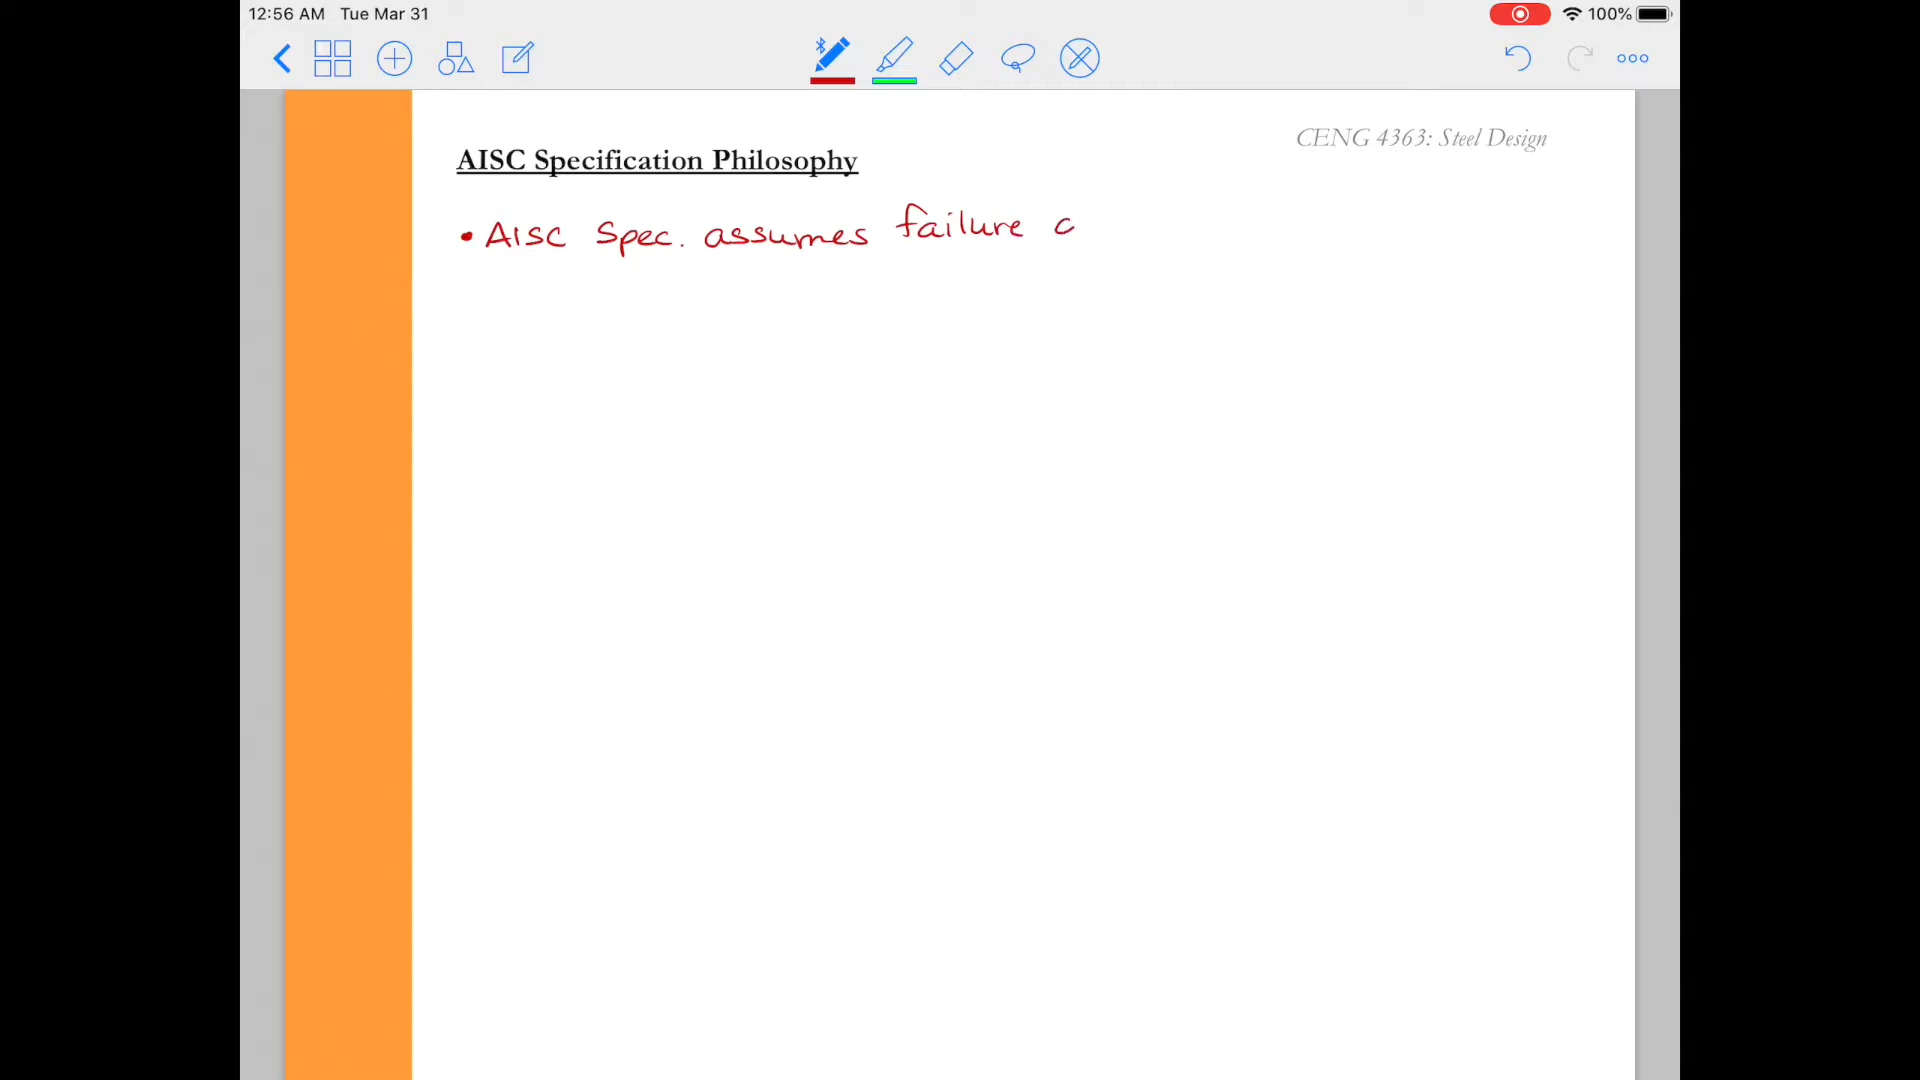 12:56 AM Tue Mar 31 100%
CENG 4363: Steel Design
AISC Specification Philosophy
• AISC Spec. assumes failure c